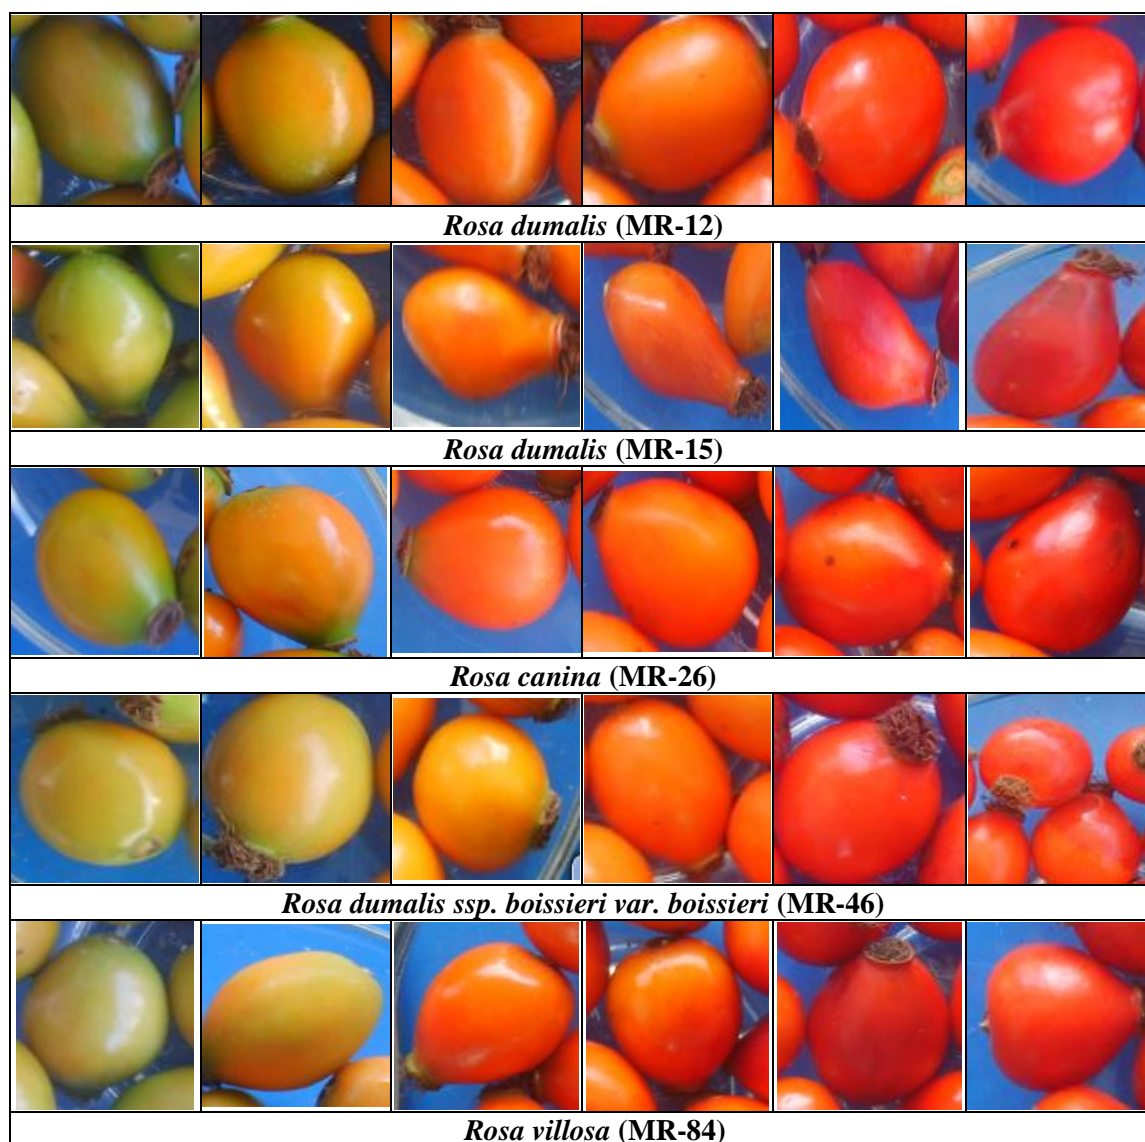 Rosa dumalis (MR-12)
Rosa dumalis (MR-15)
Rosa canina (MR-26)
Rosa dumalis ssp. boissieri var. boissieri (MR-46)
Rosa villosa (MR-84)